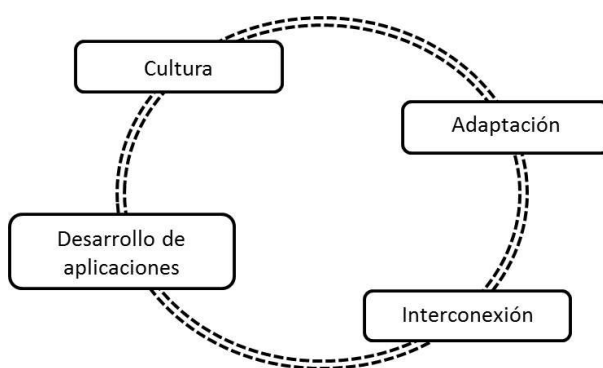 Cultura
Adaptación
Desarrollo de
aplicaciones
Interconexión